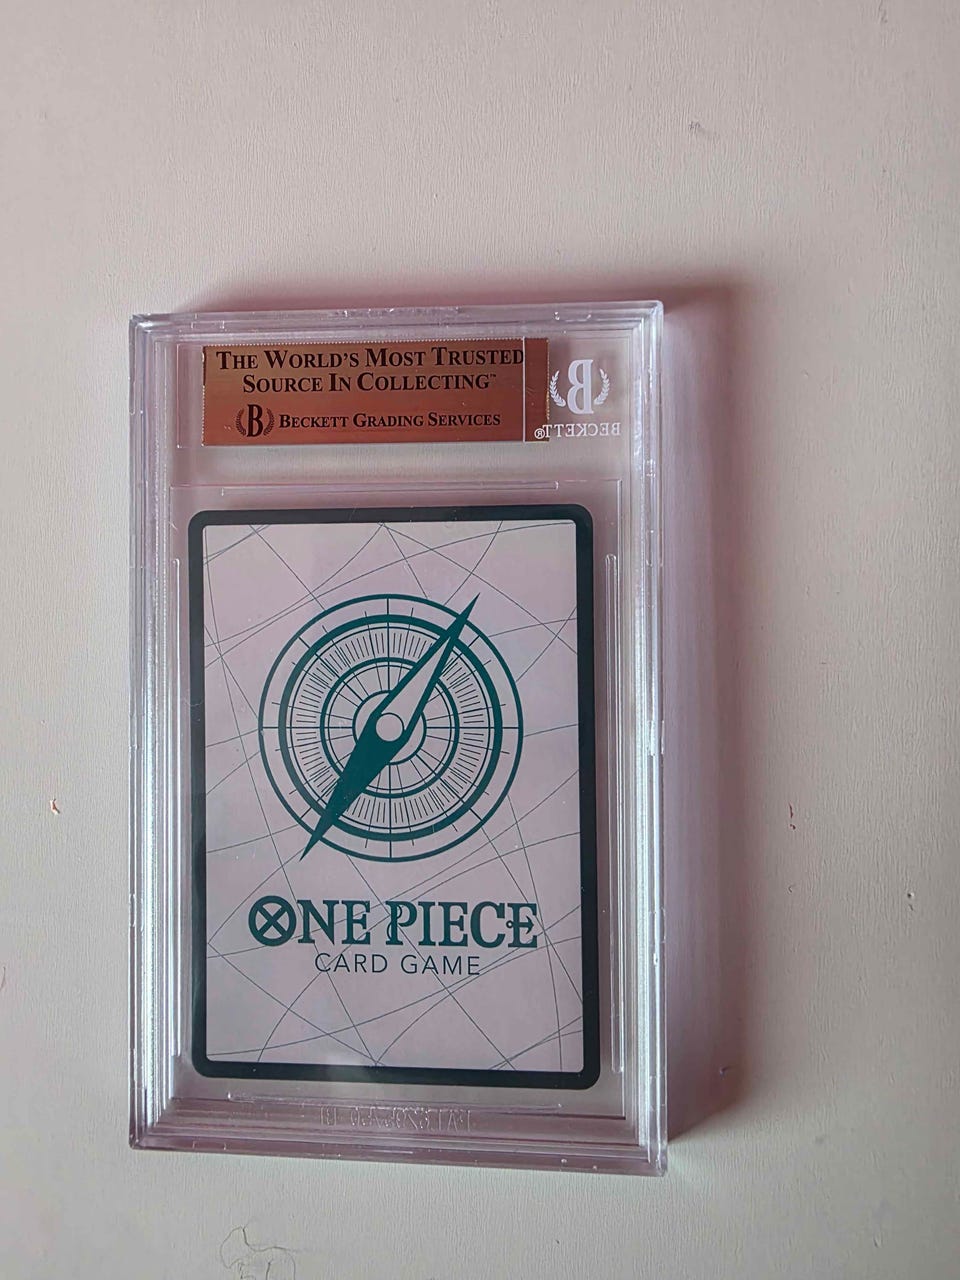 THE WORLD'S MOST TRUSTED
SOURCE IN COLLECTING™
B BECKETT GRADING SERVICES
B
BECKETT®
ONE PIECE
CARD GAME